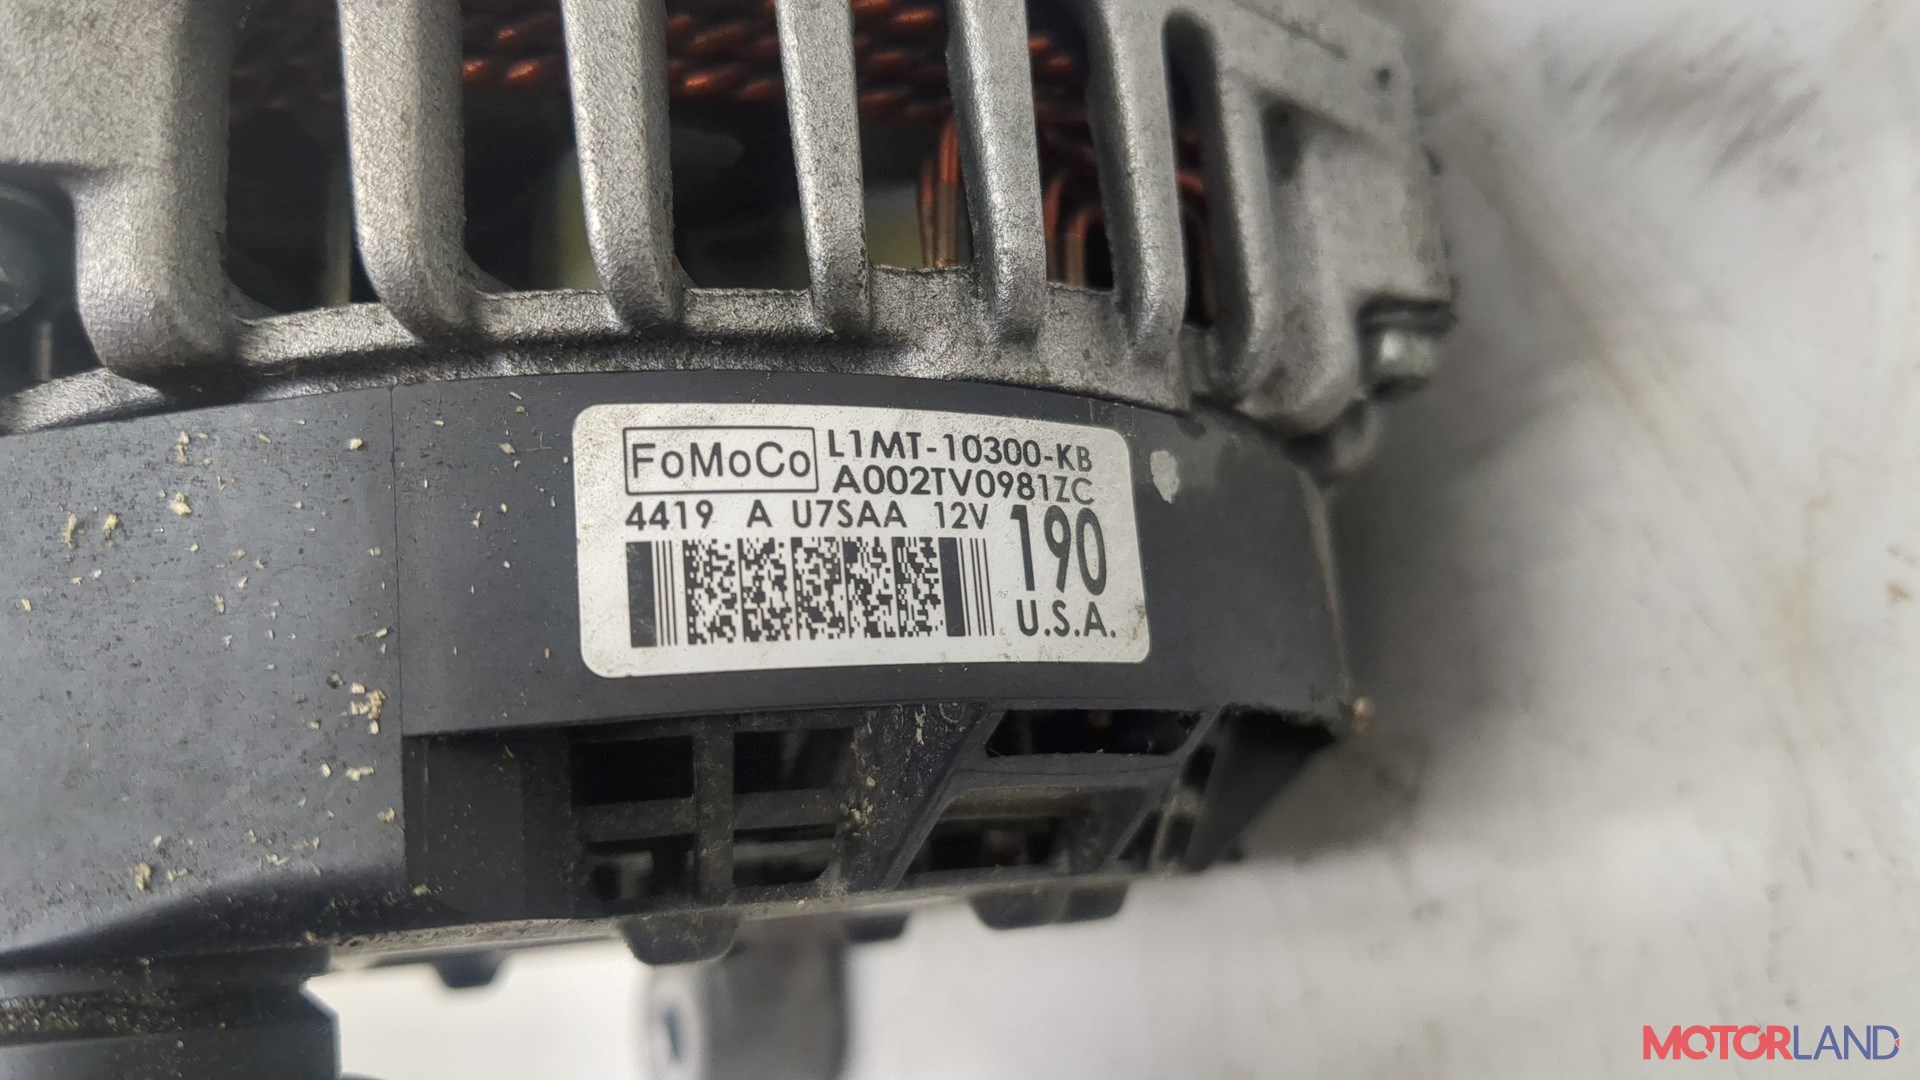 FoMoCo L1MT-10300-KB
A002TV0981ZC
4419 A U7SAA 12V 190
U.S.A.
MOTORLAND